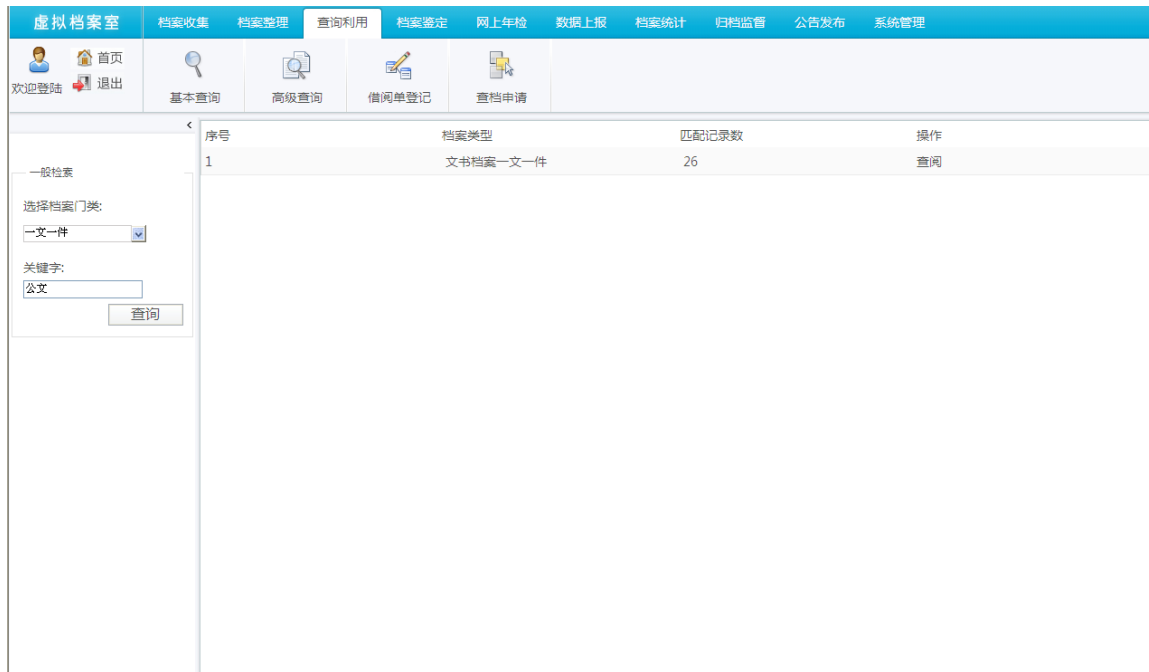 虚拟档案室 档案收集 档案整理 查询利用 档案鉴定 网上年检 数据上报 档案统计 归档监督 公告发布 系统管理
欢迎登陆 首页 退出
基本查询 高级查询 借阅单登记 查档申请
序号 档案类型 匹配记录数 操作
1 文书档案一文一件 26 查阅
一般检索
选择档案门类:
一文一件
关键字:
公文
查询